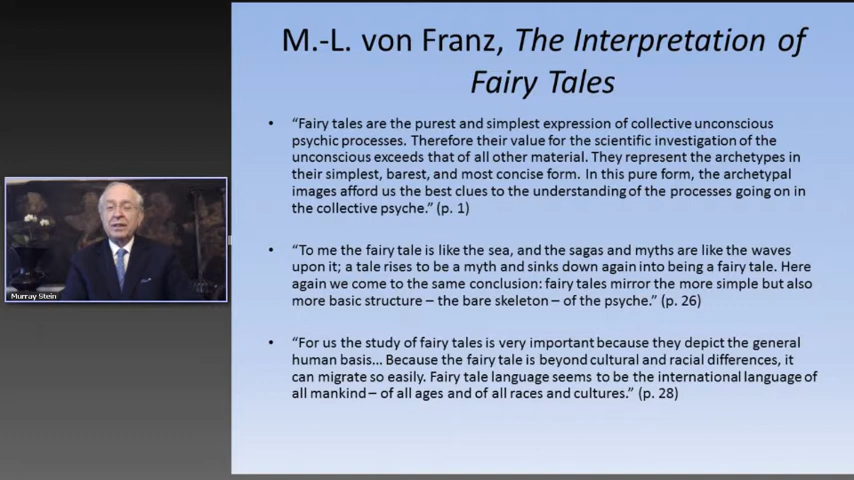 M.-L. von Franz, The Interpretation of
Fairy Tales
• “Fairy tales are the purest and simplest expression of collective unconscious
psychic processes. Therefore their value for the scientific investigation of the
unconscious exceeds that of all other material. They represent the archetypes in
their simplest, barest, and most concise form. In this pure form, the archetypal
images afford us the best clues to the understanding of the processes going on in
the collective psyche.” (p. 1)
• “To me the fairy tale is like the sea, and the sagas and myths are like the waves
upon it; a tale rises to be a myth and sinks down again into being a fairy tale. Here
again we come to the same conclusion: fairy tales mirror the more simple but also
more basic structure – the bare skeleton – of the psyche.” (p. 26)
• “For us the study of fairy tales is very important because they depict the general
human basis... Because the fairy tale is beyond cultural and racial differences, it
can migrate so easily. Fairy tale language seems to be the international language of
all mankind – of all ages and of all races and cultures.” (p. 28)
Murray Stein